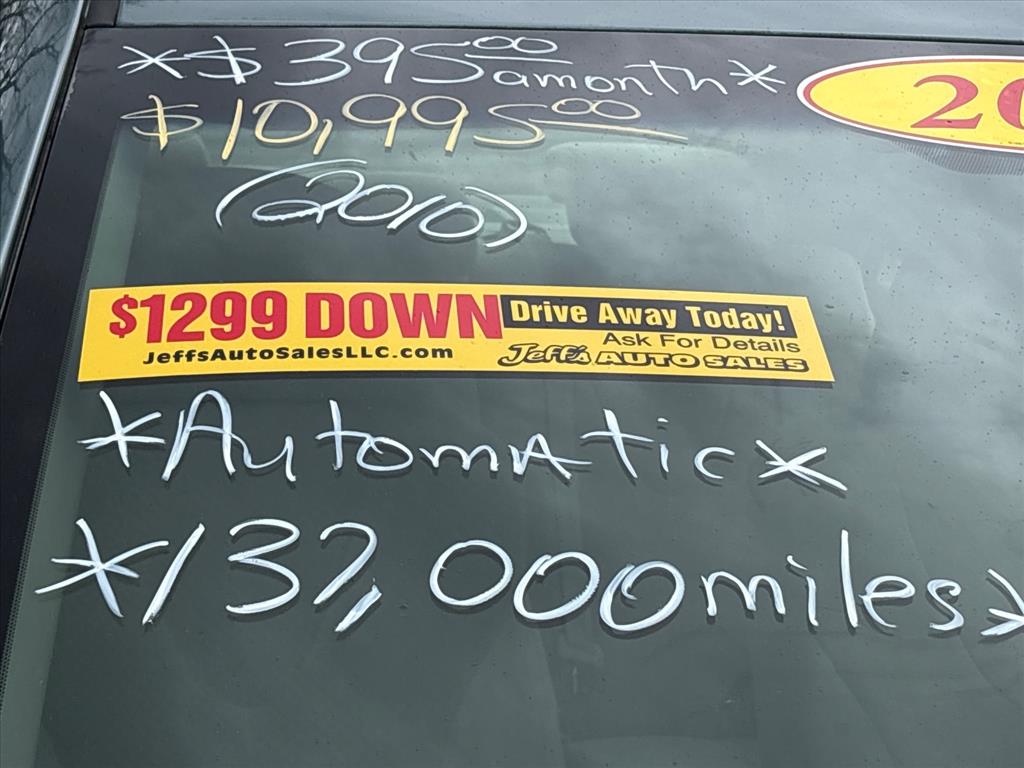 *$395.00 a month*
$10,995.00
(2010)
$1299 DOWN Drive Away Today!
Ask For Details
JeffsAutoSalesLLC.com Jeff's AUTO SALES
*Automatic*
*137,000 miles*